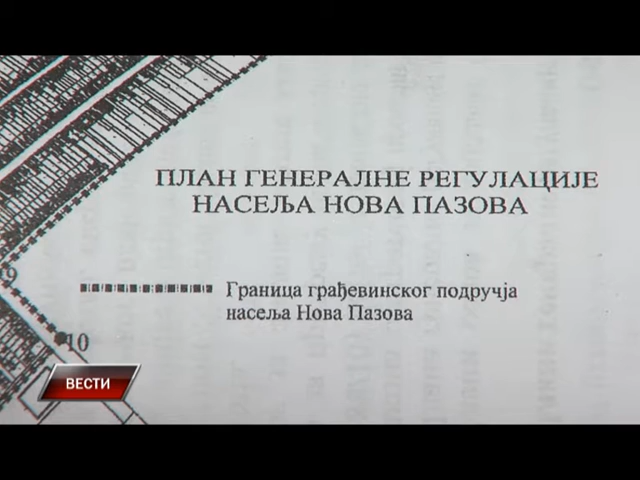 ПЛАН ГЕНЕРАЛНЕ РЕГУЛАЦИЈЕ
НАСЕЉА НОВА ПАЗОВА
9
Граница грађевинског подручја
насеља Нова Пазова
10
ВЕСТИ